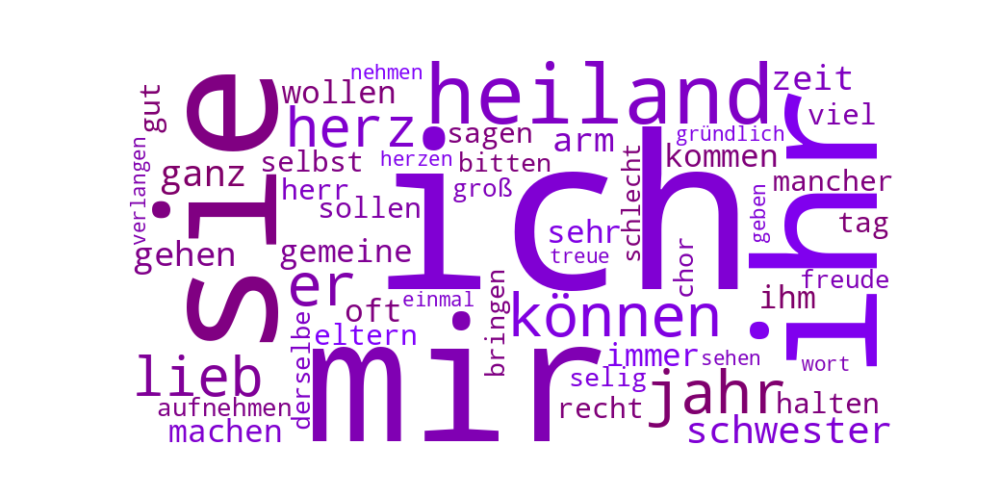 nehmen
wollen
heiland
zeit
viel
gut
sie
herz
sagen
arm
gründlich
ihr
verlangen
ganz
selbst
herzen
bitten
ich
schlecht
kommen
mancher
herr
groß
sollen
geben
tag
gehen
gemeine
sehr
treue
chor
freude
er
oft
einmal
bringen
können
ihm
derselbe
eltern
mir
immer
sehen
wort
lieb
selig
jahr
aufnehmen
recht
halten
machen
schwester